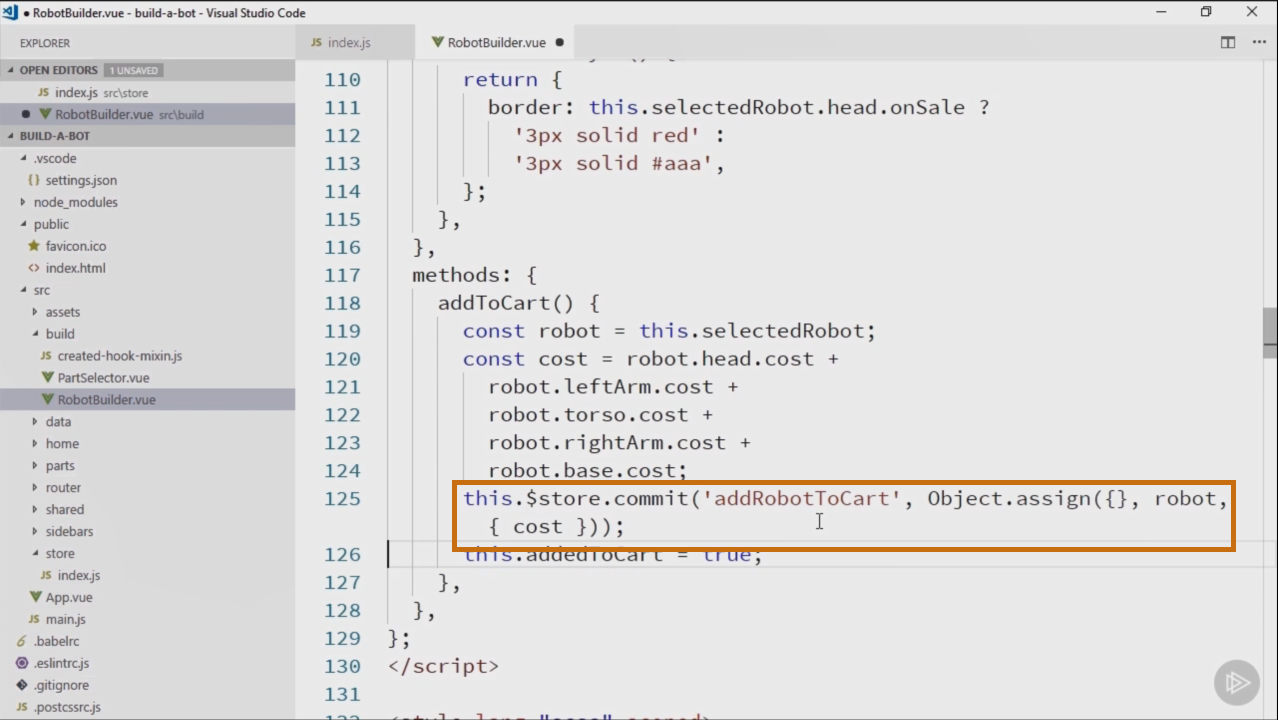 RobotBuilder.vue - build-a-bot - Visual Studio Code
EXPLORER
JS index.js
RobotBuilder.vue
OPEN EDITORS 1 UNSAVED
JS index.js src\store
RobotBuilder.vue src\build
BUILD-A-BOT
.vscode
{} settings.json
node_modules
public
favicon.ico
<> index.html
src
assets
build
JS created-hook-mixin.js
PartSelector.vue
RobotBuilder.vue
data
home
parts
router
shared
sidebars
store
JS index.js
App.vue
JS main.js
.babelrc
.eslintrc.js
.gitignore
JS .postcssrc.js
110 return {
111 border: this.selectedRobot.head.onSale ?
112 '3px solid red' :
113 '3px solid #aaa',
114 };
115 },
116 },
117 methods: {
118 addToCart() {
119 const robot = this.selectedRobot;
120 const cost = robot.head.cost +
121 robot.leftArm.cost +
122 robot.torso.cost +
123 robot.rightArm.cost +
124 robot.base.cost;
125 this.$store.commit('addRobotToCart', Object.assign({}, robot,
{ cost }));
126 this.addedToCart = true;
127 },
128 },
129 };
130 </script>
131
132 <style lang="scss" scoped>